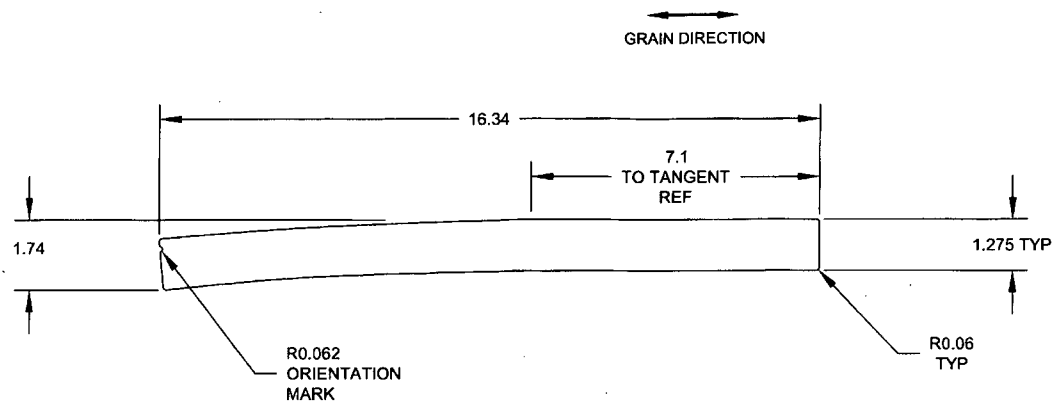 GRAIN DIRECTION
16.34
7.1
TO TANGENT
REF
1.74
1.275 TYP
R0.062
ORIENTATION
MARK
R0.06
TYP